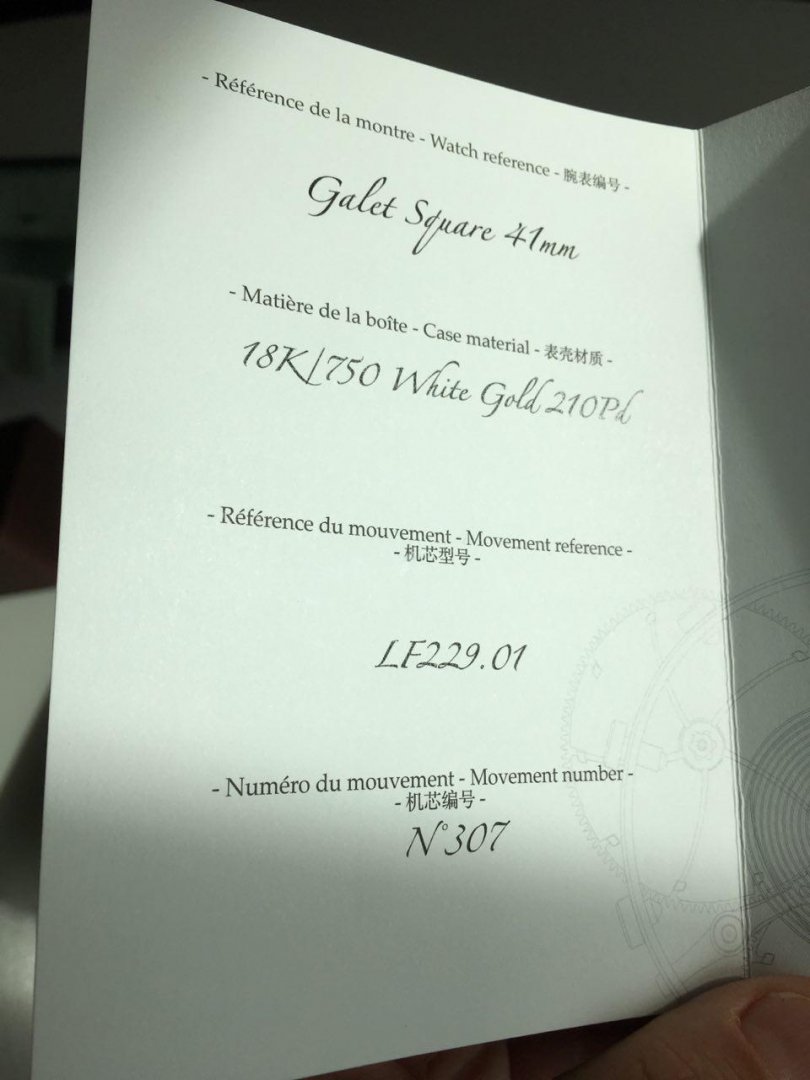 - Référence de la montre - Watch reference - 腕表编号 -
Galet Square 41mm
- Matière de la boîte - Case material - 表壳材质 -
18K/750 White Gold 210Pd
- Référence du mouvement - Movement reference -
- 机芯型号 -
LF229.01
- Numéro du mouvement - Movement number -
- 机芯编号 -
N°307